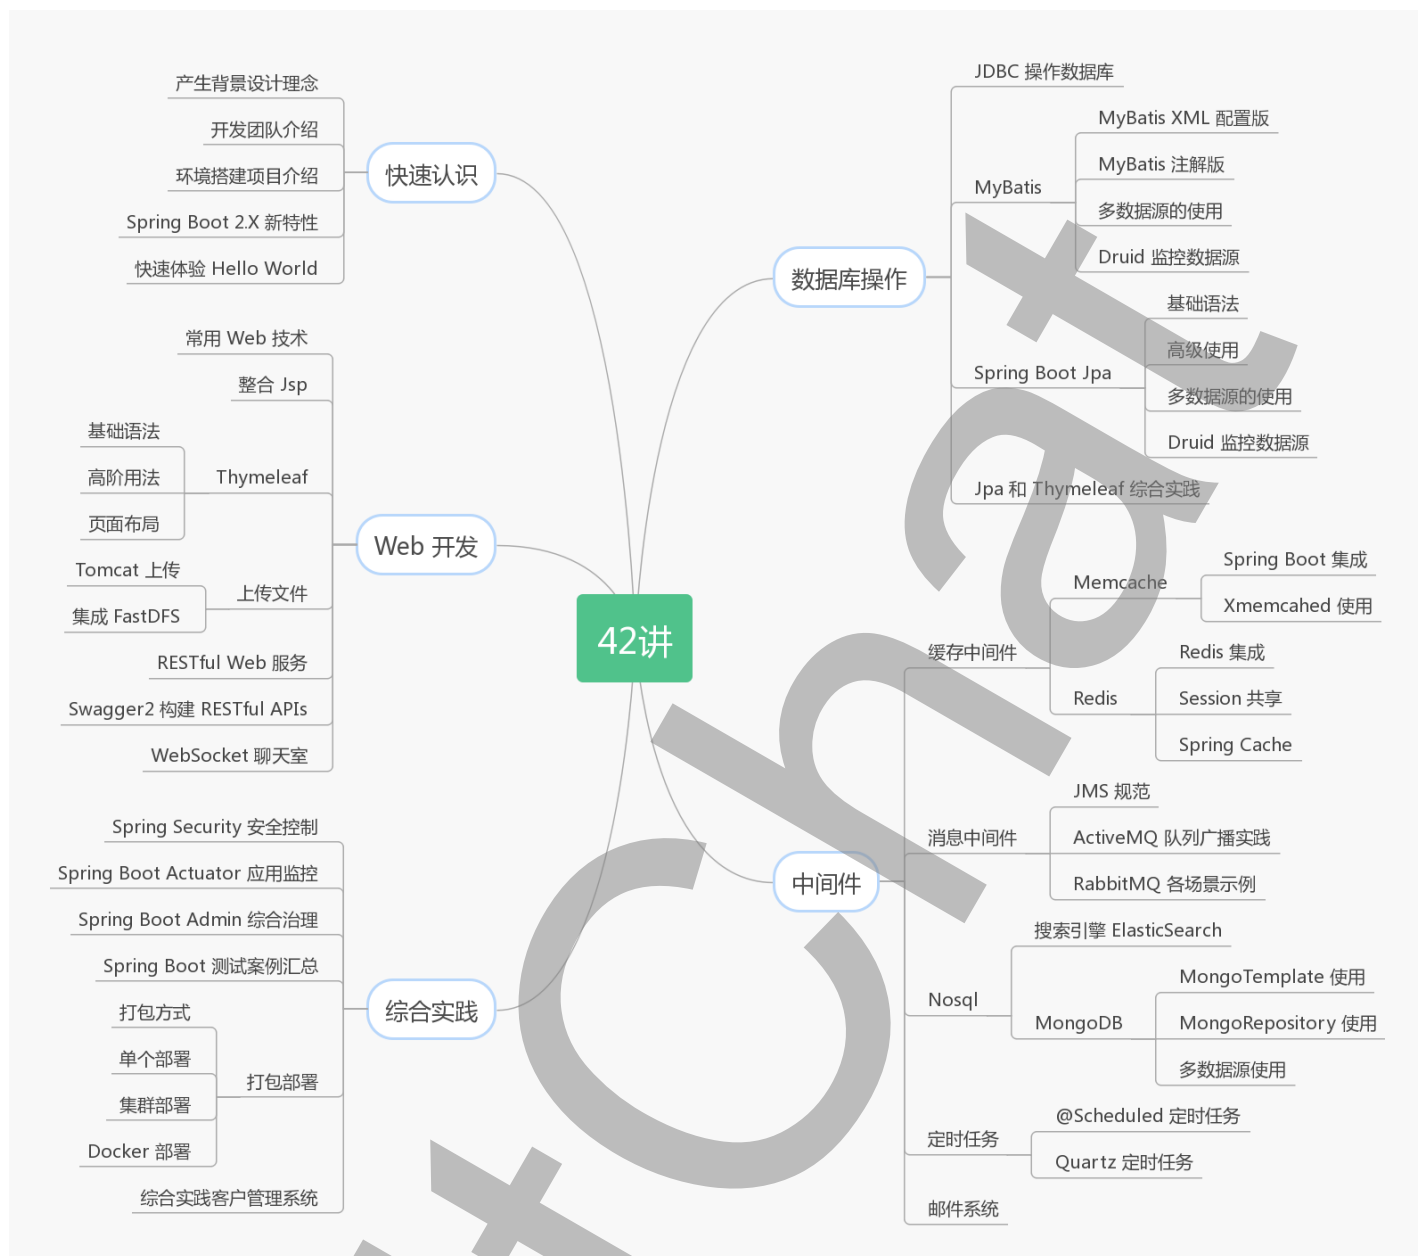 42讲
快速认识
产生背景设计理念
开发团队介绍
环境搭建项目介绍
Spring Boot 2.X 新特性
快速体验 Hello World
Web 开发
常用 Web 技术
整合 Jsp
Thymeleaf
基础语法
高阶用法
页面布局
上传文件
Tomcat 上传
集成 FastDFS
RESTful Web 服务
Swagger2 构建 RESTful APIs
WebSocket 聊天室
综合实践
Spring Security 安全控制
Spring Boot Actuator 应用监控
Spring Boot Admin 综合治理
Spring Boot 测试案例汇总
打包部署
打包方式
单个部署
集群部署
Docker 部署
综合实践客户管理系统
数据库操作
JDBC 操作数据库
MyBatis
MyBatis XML 配置版
MyBatis 注解版
多数据源的使用
Druid 监控数据源
Spring Boot Jpa
基础语法
高级使用
多数据源的使用
Druid 监控数据源
Jpa 和 Thymeleaf 综合实践
中间件
缓存中间件
Memcache
Spring Boot 集成
Xmemcahed 使用
Redis
Redis 集成
Session 共享
Spring Cache
消息中间件
JMS 规范
ActiveMQ 队列广播实践
RabbitMQ 各场景示例
Nosql
搜索引擎 ElasticSearch
MongoDB
MongoTemplate 使用
MongoRepository 使用
多数据源使用
定时任务
@Scheduled 定时任务
Quartz 定时任务
邮件系统
Chat